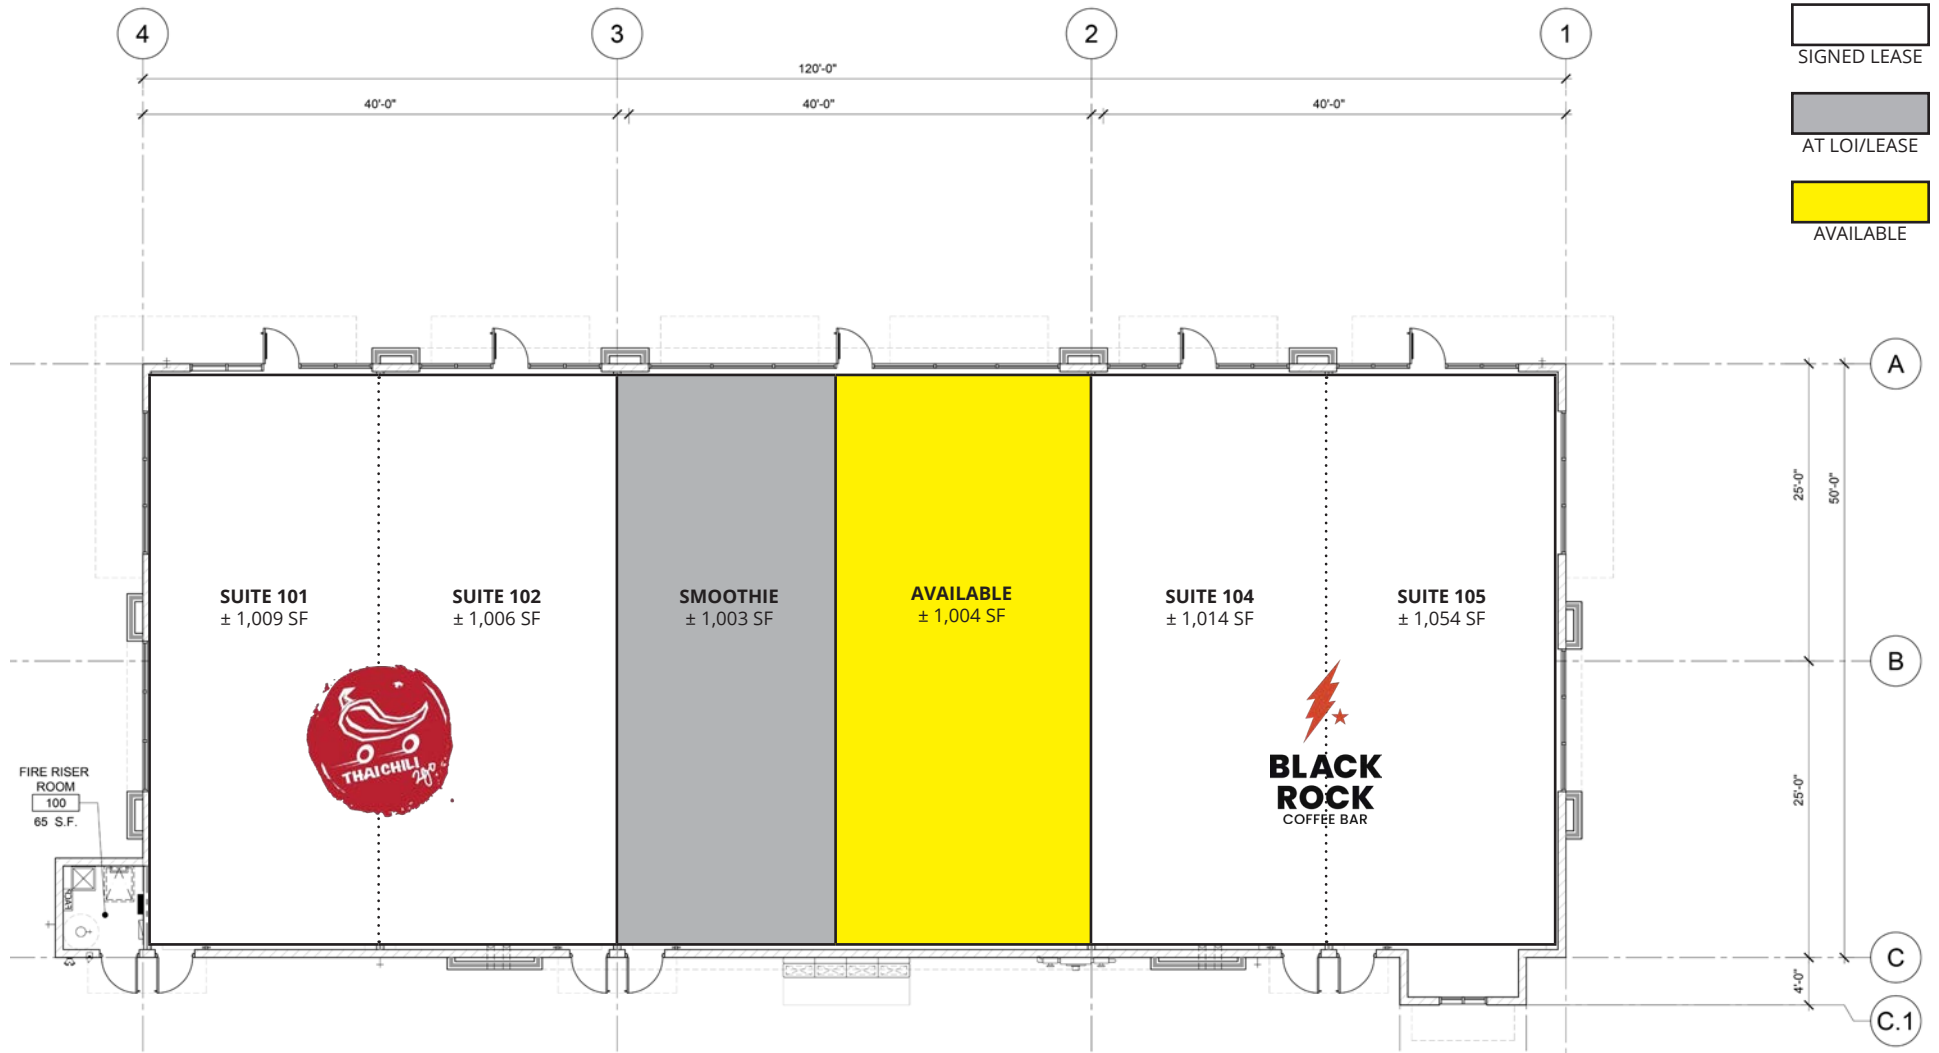 4
3
2
1
120'-0"
40'-0"
40'-0"
40'-0"
SIGNED LEASE
AT LOI/LEASE
AVAILABLE
A
B
C
C.1
25'-0"
50'-0"
25'-0"
4'-0"
SUITE 101
± 1,009 SF
SUITE 102
± 1,006 SF
SMOOTHIE
± 1,003 SF
AVAILABLE
± 1,004 SF
SUITE 104
± 1,014 SF
SUITE 105
± 1,054 SF
THAI CHILI
2go
BLACK
ROCK
COFFEE BAR
FIRE RISER
ROOM
100
65 S.F.
FACP